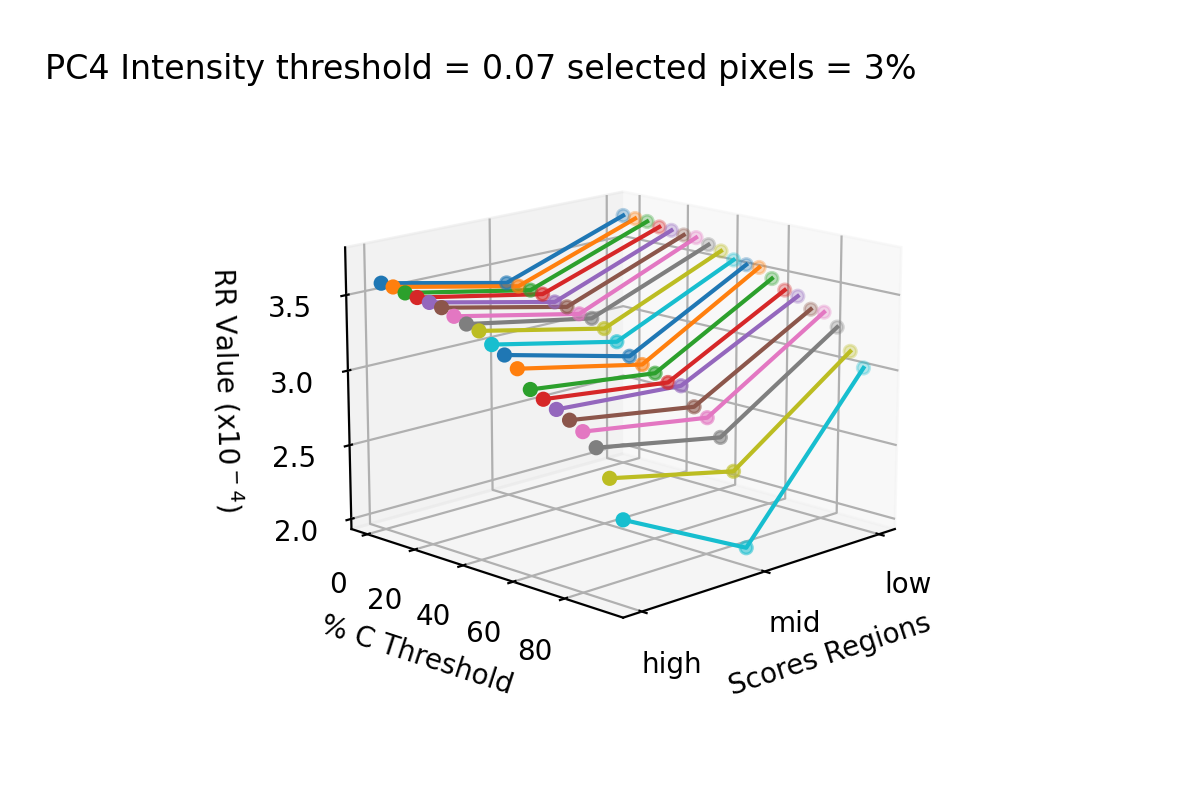 PC4 Intensity threshold = 0.07 selected pixels = 3%
RR Value (x10⁻⁴)
3.5
3.0
2.5
2.0
0
20
40
60
80
% C Threshold
high
mid
low
Scores Regions